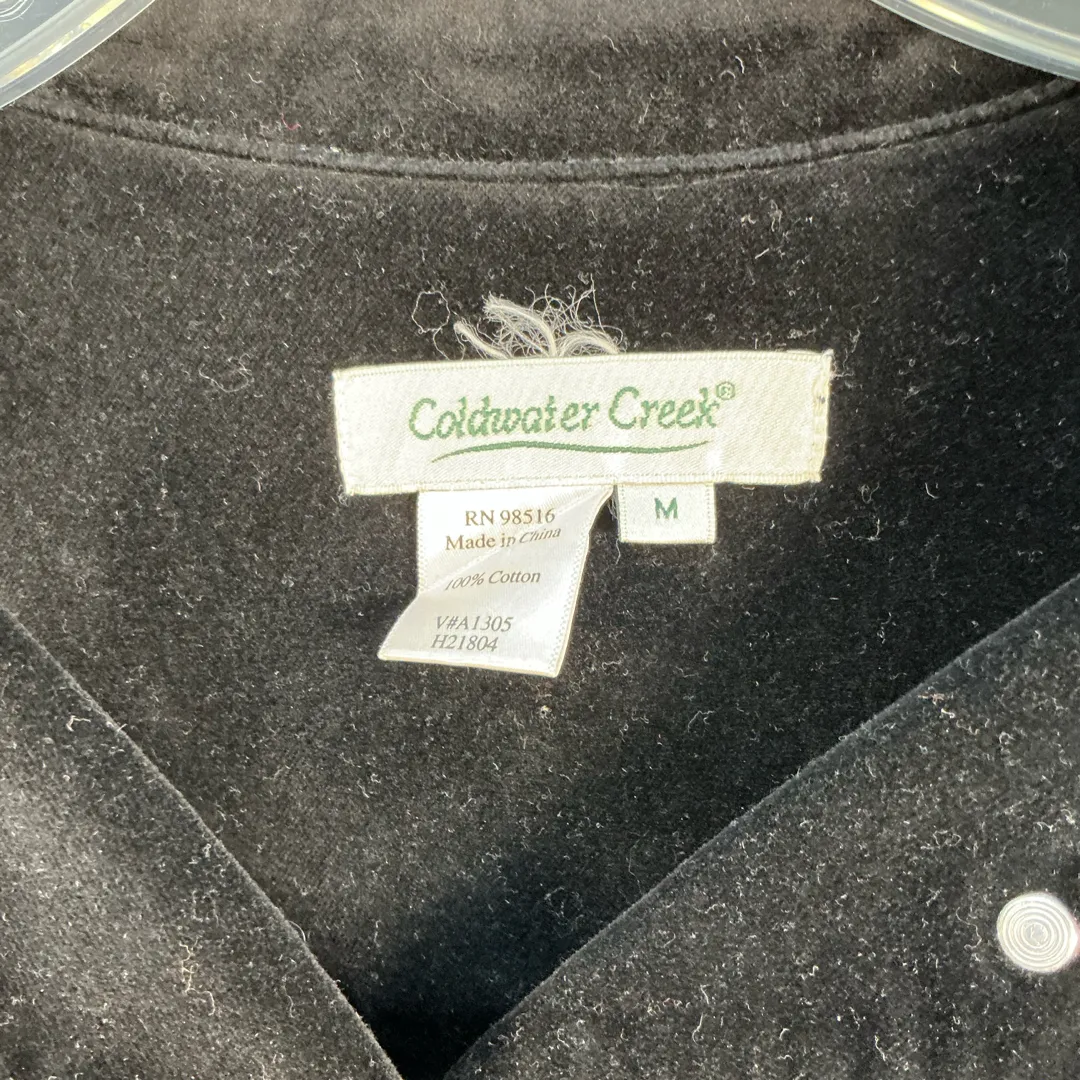 Coldwater Creek®
M
RN 98516
Made in China
100% Cotton
V#A1305
H21804